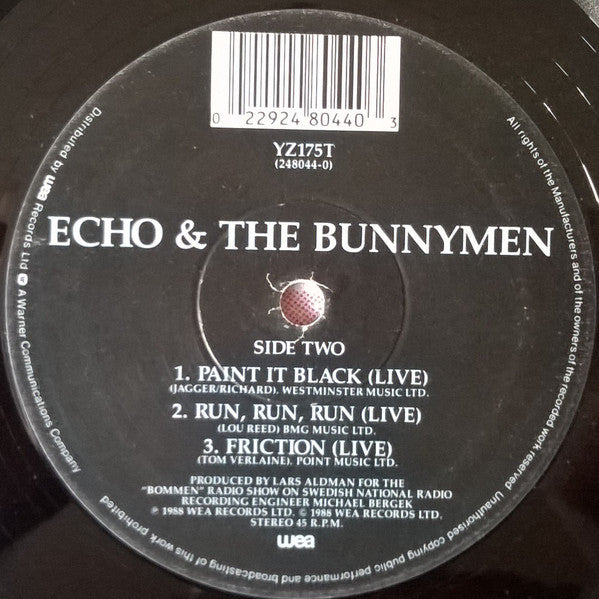 0 22924 80440 3
YZ175T
(248044-0)
ECHO & THE BUNNYMEN
SIDE TWO
1. PAINT IT BLACK (LIVE)
(JAGGER/RICHARD). WESTMINSTER MUSIC LTD.
2. RUN, RUN, RUN (LIVE)
(LOU REED) BMG MUSIC LTD.
3. FRICTION (LIVE)
(TOM VERLAINE). POINT MUSIC LTD.
PRODUCED BY LARS ALDMAN FOR THE
"BOMMEN" RADIO SHOW ON SWEDISH NATIONAL RADIO
RECORDING ENGINEER MICHAEL BERGEK
℗ 1988 WEA RECORDS LTD. © 1988 WEA RECORDS LTD.
STEREO 45 R.P.M.
wea
All rights of the Manufacturers and of the owners of the recorded work reserved Unauthorised copying public performance and broadcasting of this work prohibited
Distributed by wea Records Ltd A Warner Communications Company